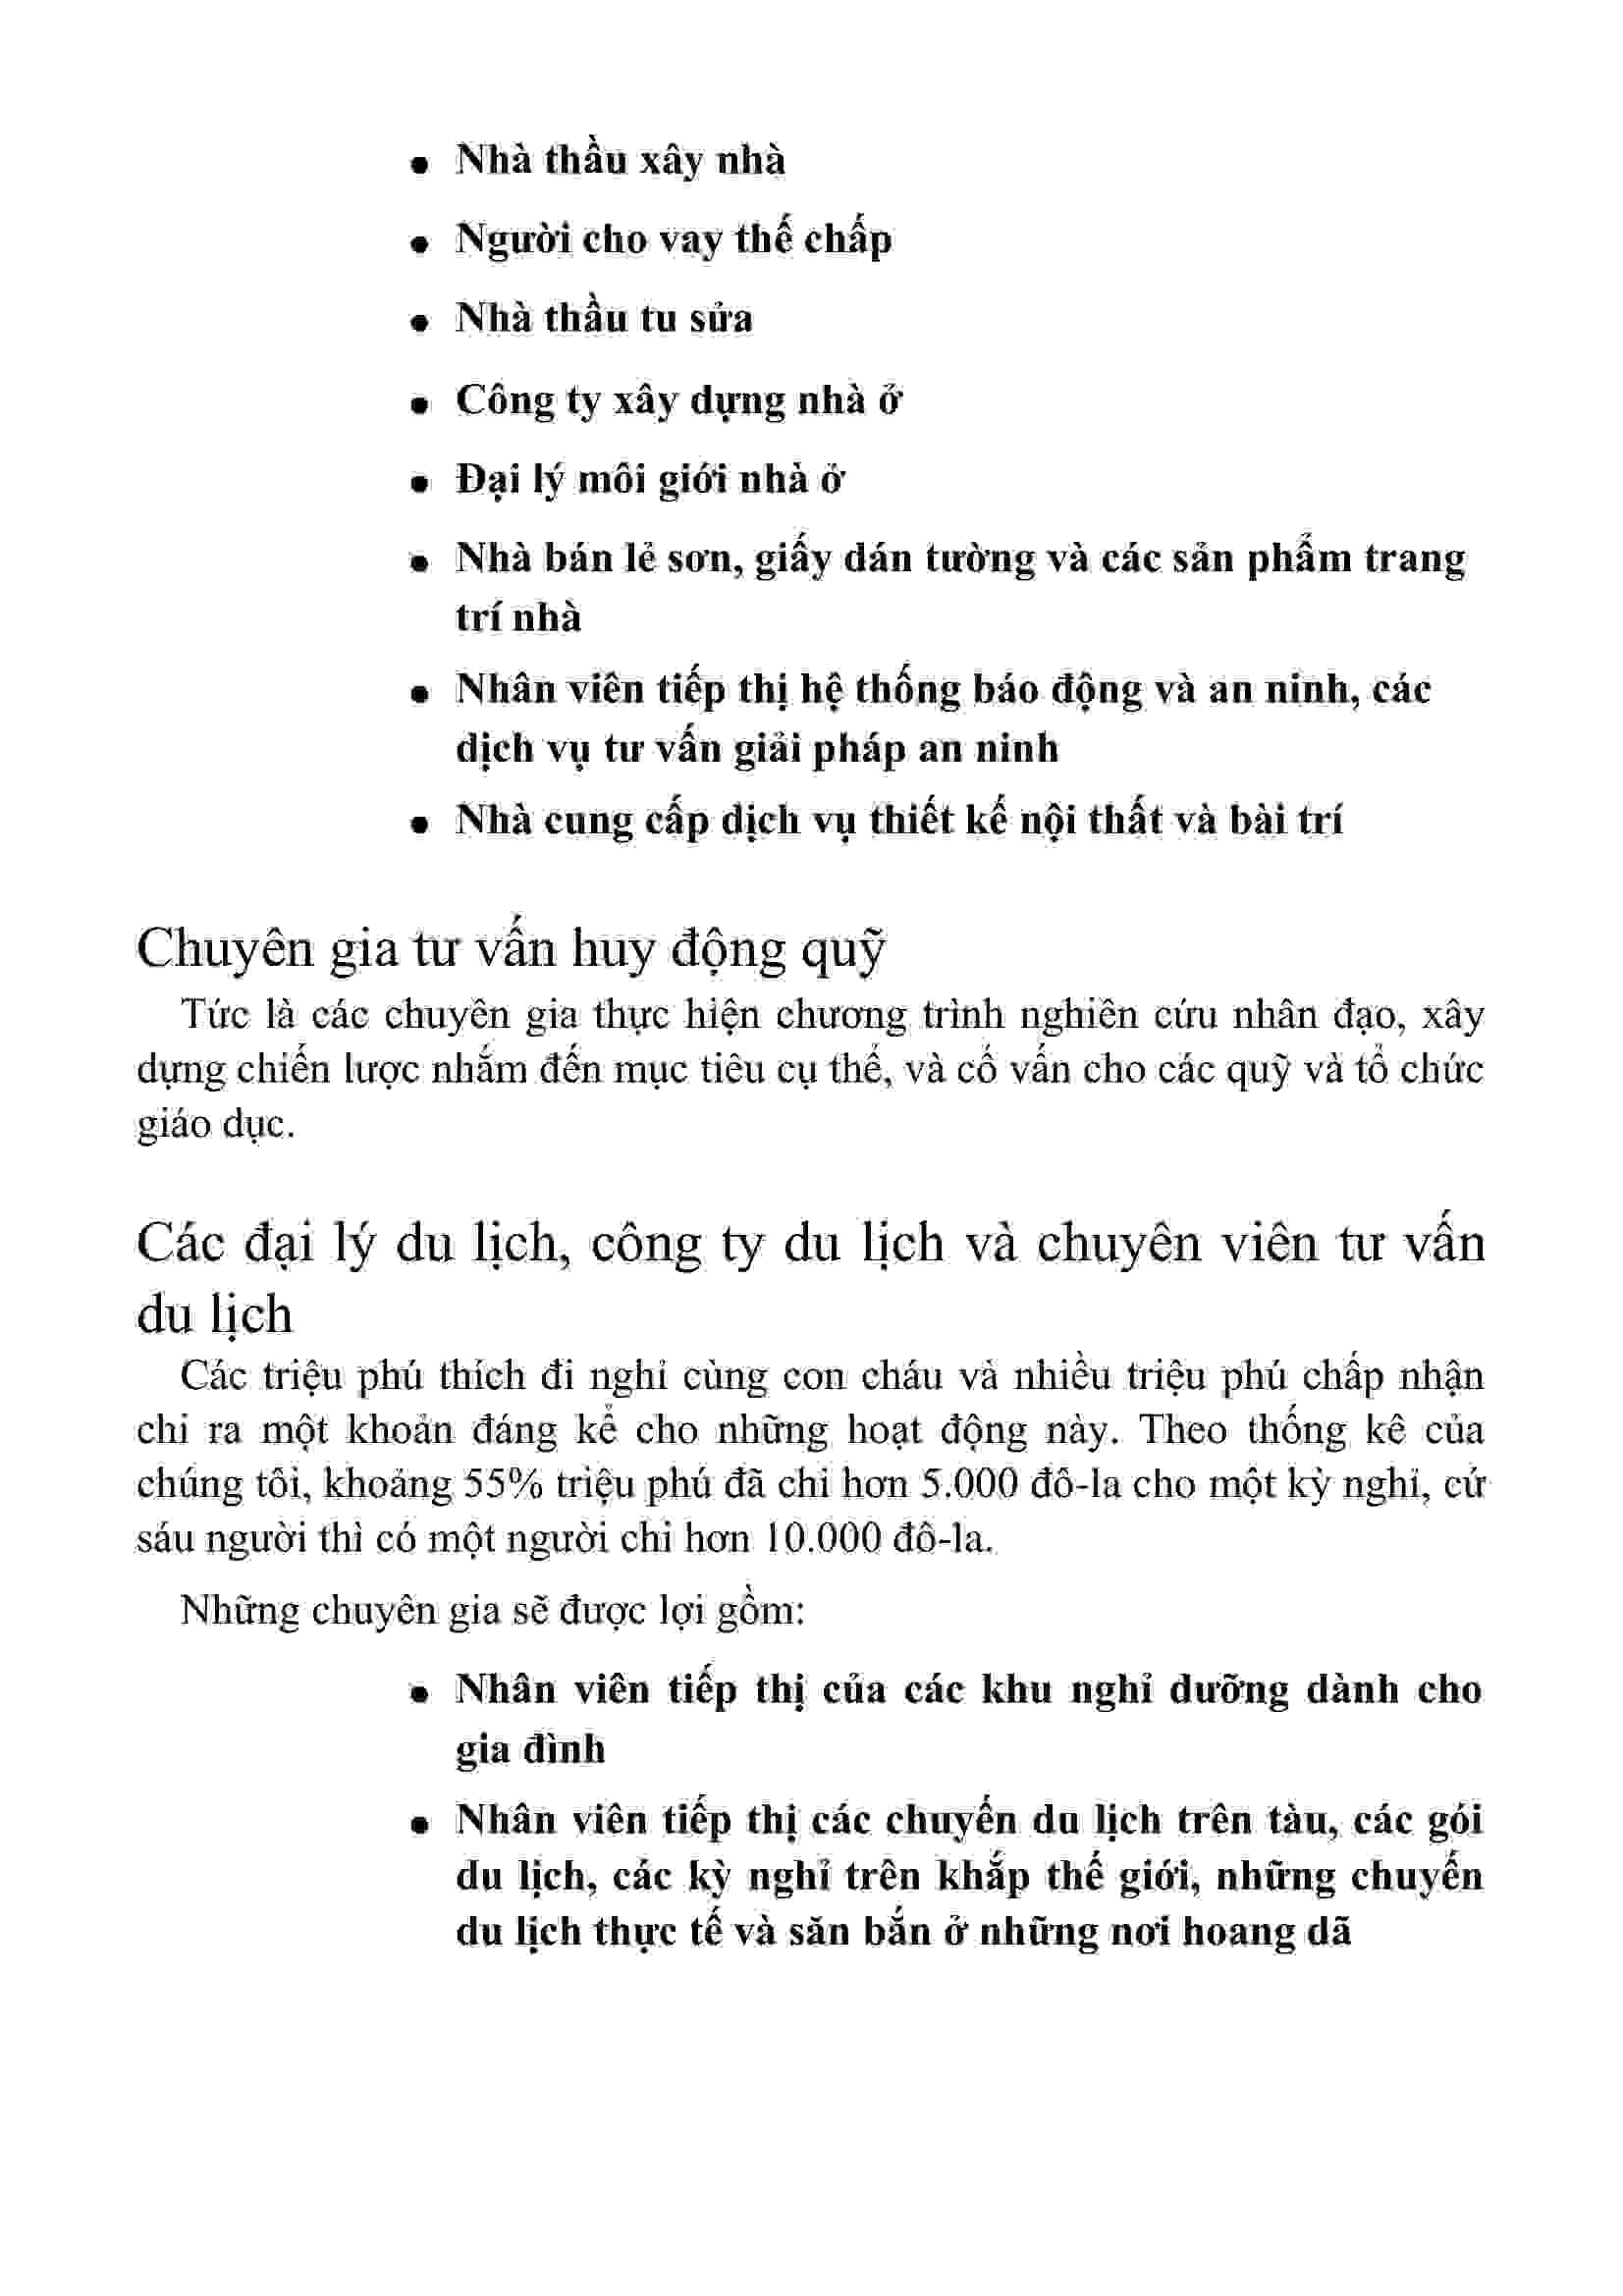 • Nhà thầu xây nhà
• Người cho vay thế chấp
• Nhà thầu tu sửa
• Công ty xây dựng nhà ở
• Đại lý môi giới nhà ở
• Nhà bán lẻ sơn, giấy dán tường và các sản phẩm trang
trí nhà
• Nhân viên tiếp thị hệ thống báo động và an ninh, các
dịch vụ tư vấn giải pháp an ninh
• Nhà cung cấp dịch vụ thiết kế nội thất và bài trí
Chuyên gia tư vấn huy động quỹ
Tức là các chuyên gia thực hiện chương trình nghiên cứu nhân đạo, xây
dựng chiến lược nhắm đến mục tiêu cụ thể, và cố vấn cho các quỹ và tổ chức
giáo dục.
Các đại lý du lịch, công ty du lịch và chuyên viên tư vấn
du lịch
Các triệu phú thích đi nghỉ cùng con cháu và nhiều triệu phú chấp nhận
chi ra một khoản đáng kể cho những hoạt động này. Theo thống kê của
chúng tôi, khoảng 55% triệu phú đã chi hơn 5.000 đô-la cho một kỳ nghỉ, cứ
sáu người thì có một người chi hơn 10.000 đô-la.
Những chuyên gia sẽ được lợi gồm:
• Nhân viên tiếp thị của các khu nghỉ dưỡng dành cho
gia đình
• Nhân viên tiếp thị các chuyến du lịch trên tàu, các gói
du lịch, các kỳ nghỉ trên khắp thế giới, những chuyến
du lịch thực tế và săn bắn ở những nơi hoang dã